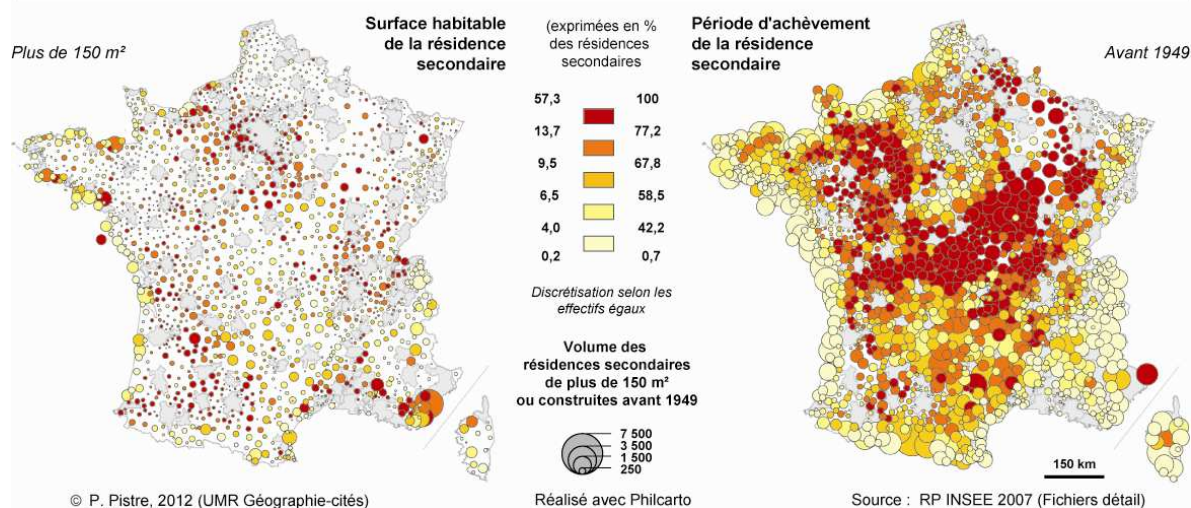 Plus de 150 m²
Surface habitable
de la résidence
secondaire
(exprimées en %
des résidences
secondaires
Période d'achèvement
de la résidence
secondaire
Avant 1949
57,3 100
13,7 77,2
9,5 67,8
6,5 58,5
4,0 42,2
0,2 0,7
Discrétisation selon les
effectifs égaux
Volume des
résidences secondaires
de plus de 150 m²
ou construites avant 1949
7 500
3 500
1 500
250
150 km
© P. Pistre, 2012 (UMR Géographie-cités)
Réalisé avec Philcarto
Source : RP INSEE 2007 (Fichiers détail)